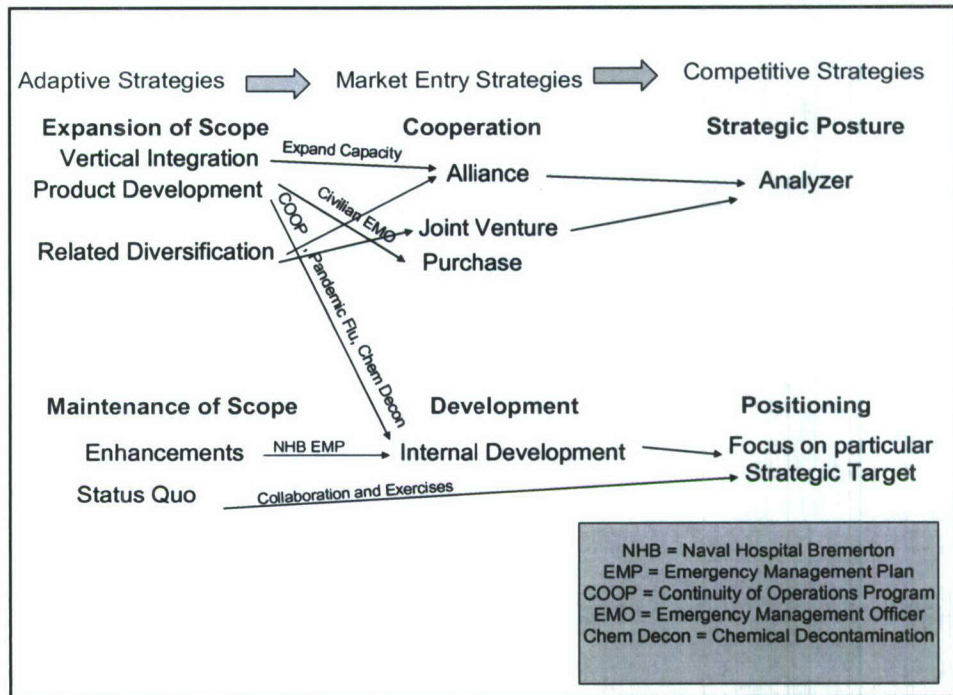 Adaptive Strategies
Market Entry Strategies
Competitive Strategies
Expansion of Scope
Cooperation
Strategic Posture
Vertical Integration
Expand Capacity
Alliance
Analyzer
Product Development
Civilian EMO
COOP, Pandemic Flu, Chem Decon
Joint Venture
Related Diversification
Purchase
Maintenance of Scope
Development
Positioning
Enhancements
NHB EMP
Internal Development
Focus on particular
Strategic Target
Status Quo
Collaboration and Exercises
NHB = Naval Hospital Bremerton
EMP = Emergency Management Plan
COOP = Continuity of Operations Program
EMO = Emergency Management Officer
Chem Decon = Chemical Decontamination